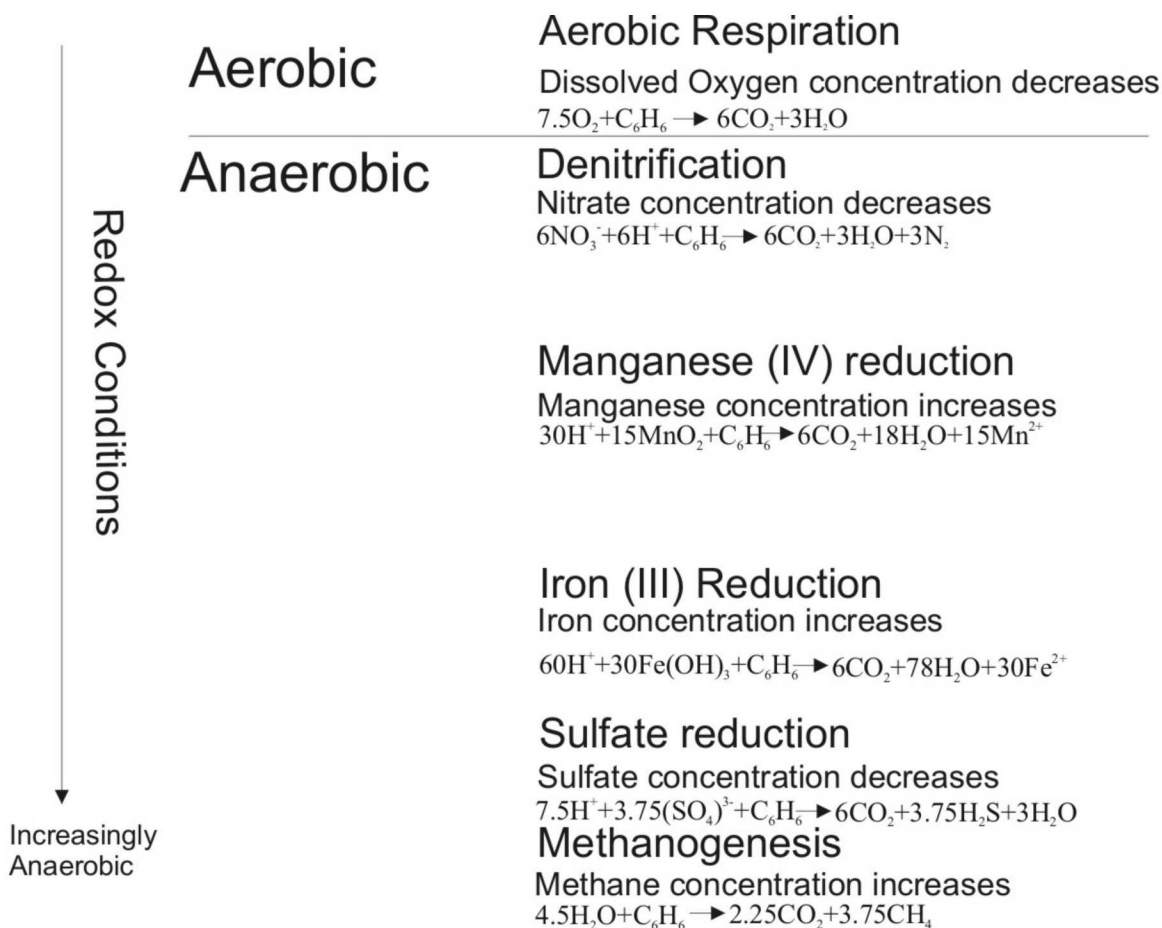 Aerobic
Aerobic Respiration
Dissolved Oxygen concentration decreases
7.5O₂+C₆H₆→6CO₂+3H₂O
Anaerobic
Denitrification
Nitrate concentration decreases
6NO₃⁻+6H⁺+C₆H₆→6CO₂+3H₂O+3N₂
Redox Conditions
Manganese (IV) reduction
Manganese concentration increases
30H⁺+15MnO₂+C₆H₆→6CO₂+18H₂O+15Mn²⁺
Iron (III) Reduction
Iron concentration increases
60H⁺+30Fe(OH)₃+C₆H₆→6CO₂+78H₂O+30Fe²⁺
Sulfate reduction
Sulfate concentration decreases
7.5H⁺+3.75(SO₄)³⁻+C₆H₆→6CO₂+3.75H₂S+3H₂O
Increasingly
Anaerobic
Methanogenesis
Methane concentration increases
4.5H₂O+C₆H₆→2.25CO₂+3.75CH₄